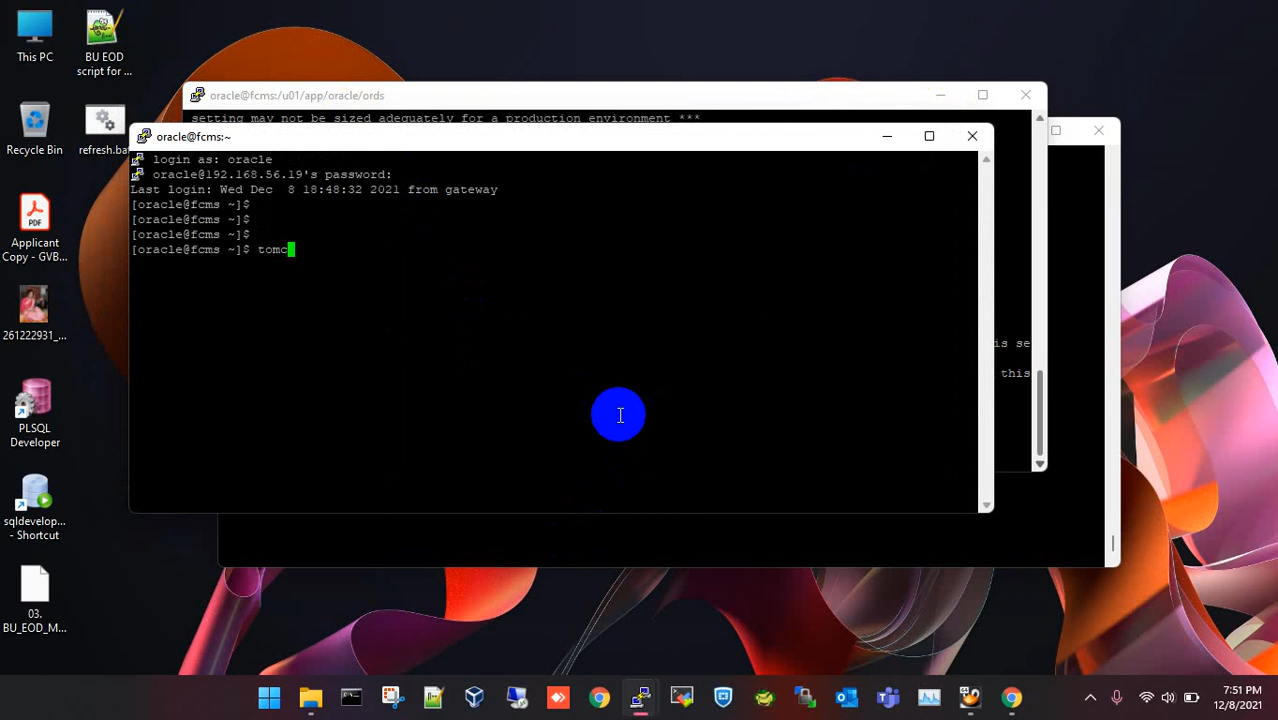 This PC
BU EOD
script for ...
Recycle Bin
refresh.bat
Applicant
Copy - GVB...
261222931_...
PLSQL
Developer
sqldevelop...
- Shortcut
03.
BU_EOD_M...
oracle@fcms:/u01/app/oracle/ords
setting may not be sized adequately for a production environment ***
oracle@fcms:~
login as: oracle
oracle@192.168.56.19's password:
Last login: Wed Dec  8 18:48:32 2021 from gateway
[oracle@fcms ~]$
[oracle@fcms ~]$
[oracle@fcms ~]$
[oracle@fcms ~]$ tomc
is se
this
PDF
7:51 PM
12/8/2021